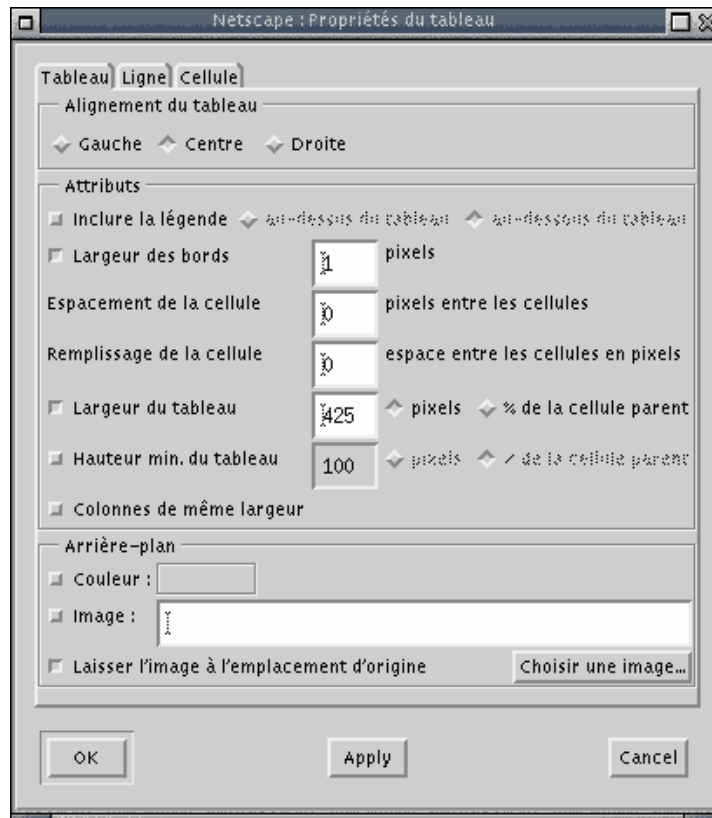 Netscape : Propriétés du tableau
Tableau Ligne Cellule
Alignement du tableau
Gauche Centre Droite
Attributs
Inclure la légende au-dessus du tableau au-dessous du tableau
Largeur des bords 1 pixels
Espacement de la cellule 0 pixels entre les cellules
Remplissage de la cellule 0 espace entre les cellules en pixels
Largeur du tableau 425 pixels % de la cellule parent
Hauteur min. du tableau 100 pixels % de la cellule parent
Colonnes de même largeur
Arrière-plan
Couleur :
Image :
Laisser l'image à l'emplacement d'origine Choisir une image...
OK Apply Cancel